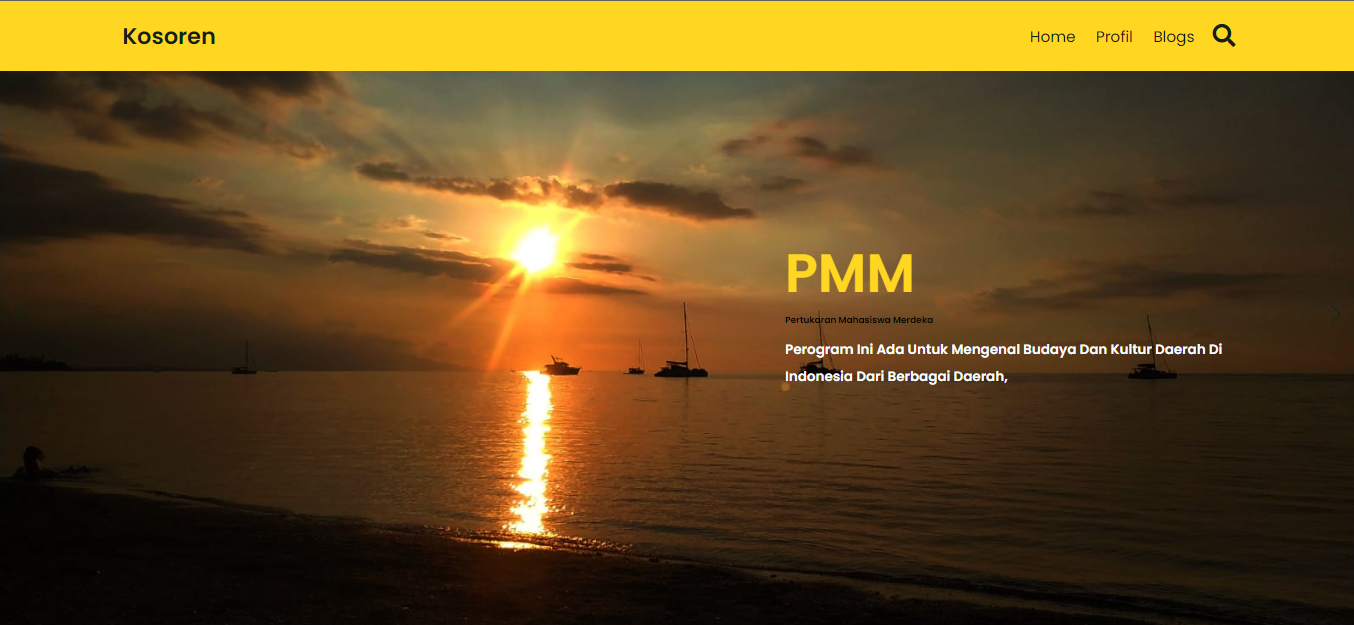 Kosoren
Home Profil Blogs
PMM
Pertukaran Mahasiswa Merdeka
Perogram Ini Ada Untuk Mengenal Budaya Dan Kultur Daerah Di
Indonesia Dari Berbagai Daerah,